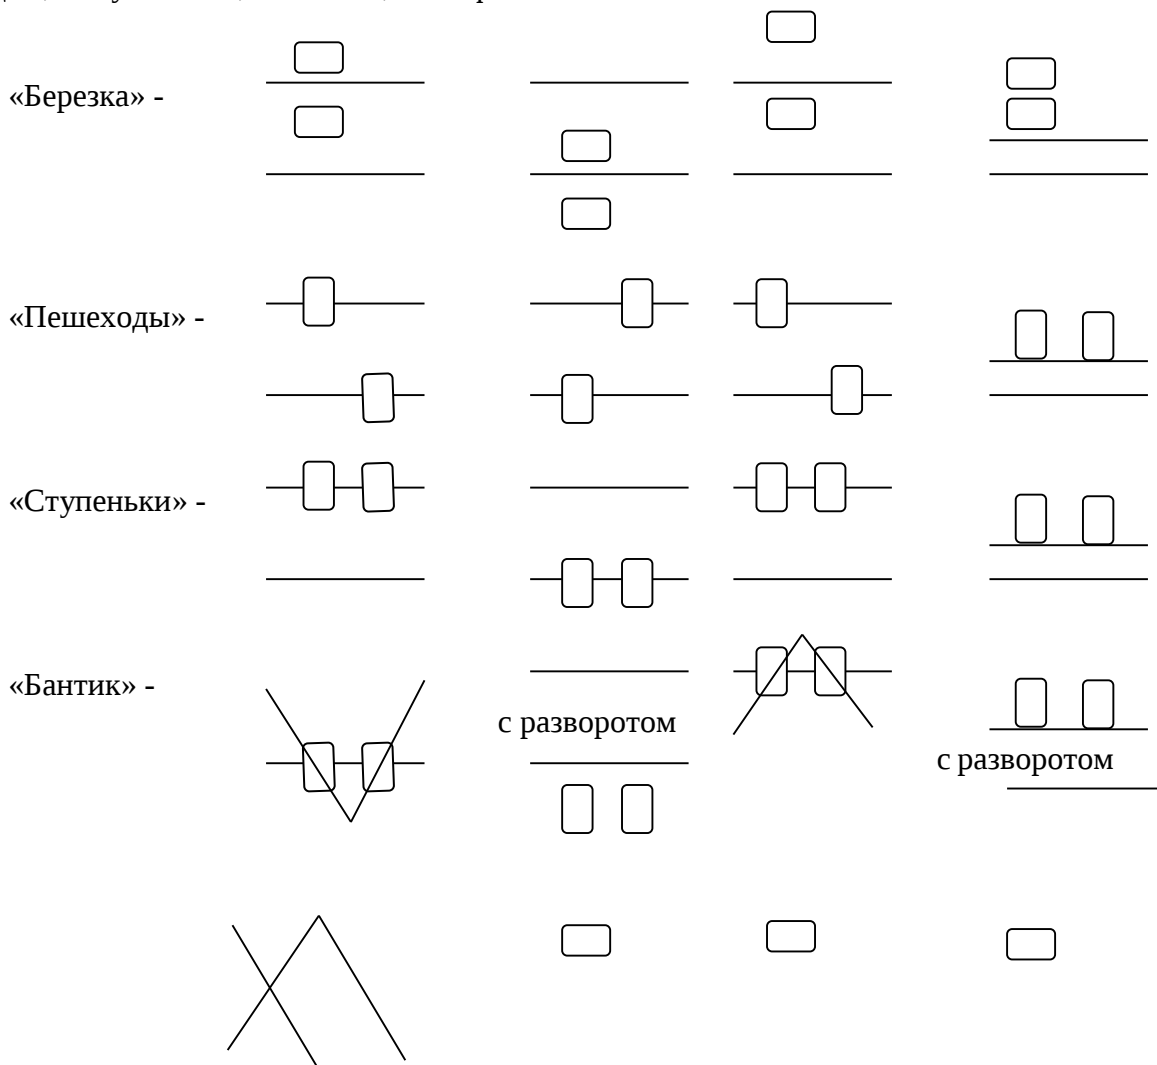 «Березка» -
«Пешеходы» -
«Ступеньки» -
«Бантик» -
с разворотом
с разворотом